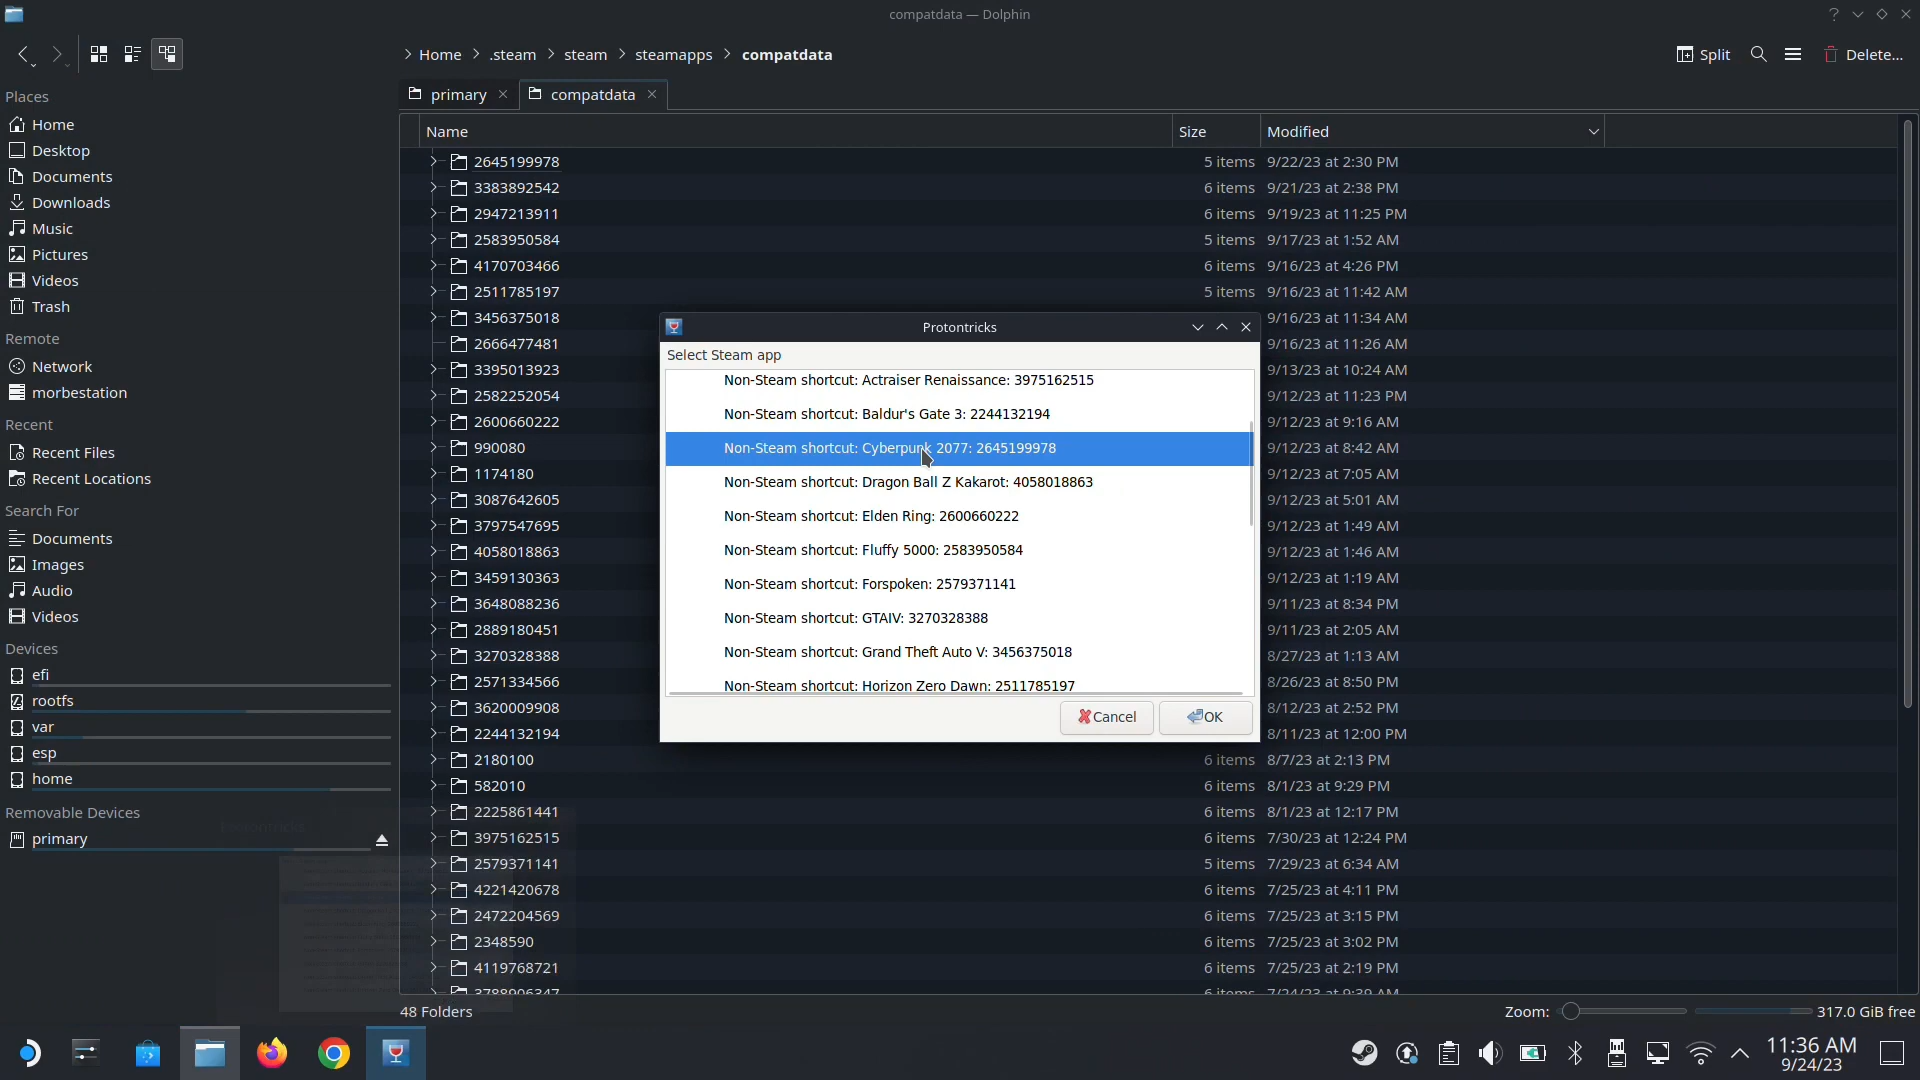 compatdata — Dolphin
Home > .steam > steam > steamapps > compatdata
Split
Delete...
primary
compatdata
Places
Home
Desktop
Documents
Downloads
Music
Pictures
Videos
Trash
Remote
Network
morbestation
Recent
Recent Files
Recent Locations
Search For
Documents
Images
Audio
Videos
Devices
efi
rootfs
var
esp
home
Removable Devices
primary
Name Size Modified
2645199978 5 items 9/22/23 at 2:30 PM
3383892542 6 items 9/21/23 at 2:38 PM
2947213911 6 items 9/19/23 at 11:25 PM
2583950584 5 items 9/17/23 at 1:52 AM
4170703466 6 items 9/16/23 at 4:26 PM
2511785197 5 items 9/16/23 at 11:42 AM
3456375018 9/16/23 at 11:34 AM
2666477481 9/16/23 at 11:26 AM
3395013923 9/13/23 at 10:24 AM
2582252054 9/12/23 at 11:23 PM
2600660222 9/12/23 at 9:16 AM
990080 9/12/23 at 8:42 AM
1174180 9/12/23 at 7:05 AM
3087642605 9/12/23 at 5:01 AM
3797547695 9/12/23 at 1:49 AM
4058018863 9/12/23 at 1:46 AM
3459130363 9/12/23 at 1:19 AM
3648088236 9/11/23 at 8:34 PM
2889180451 9/11/23 at 2:05 AM
3270328388 8/27/23 at 1:13 AM
2571334566 8/26/23 at 8:50 PM
3620009908 8/12/23 at 2:52 PM
2244132194 8/11/23 at 12:00 PM
2180100 6 items 8/7/23 at 2:13 PM
582010 6 items 8/1/23 at 9:29 PM
2225861441 6 items 8/1/23 at 12:17 PM
3975162515 6 items 7/30/23 at 12:24 PM
2579371141 5 items 7/29/23 at 6:34 AM
4221420678 6 items 7/25/23 at 4:11 PM
2472204569 6 items 7/25/23 at 3:15 PM
2348590 6 items 7/25/23 at 3:02 PM
4119768721 6 items 7/25/23 at 2:19 PM
3788906347 6 items 7/24/23 at 9:39 AM
Protontricks
Select Steam app
Non-Steam shortcut: Actraiser Renaissance: 3975162515
Non-Steam shortcut: Baldur's Gate 3: 2244132194
Non-Steam shortcut: Cyberpunk 2077: 2645199978
Non-Steam shortcut: Dragon Ball Z Kakarot: 4058018863
Non-Steam shortcut: Elden Ring: 2600660222
Non-Steam shortcut: Fluffy 5000: 2583950584
Non-Steam shortcut: Forspoken: 2579371141
Non-Steam shortcut: GTAIV: 3270328388
Non-Steam shortcut: Grand Theft Auto V: 3456375018
Non-Steam shortcut: Horizon Zero Dawn: 2511785197
Cancel
OK
48 Folders
Zoom:
317.0 GiB free
11:36 AM
9/24/23